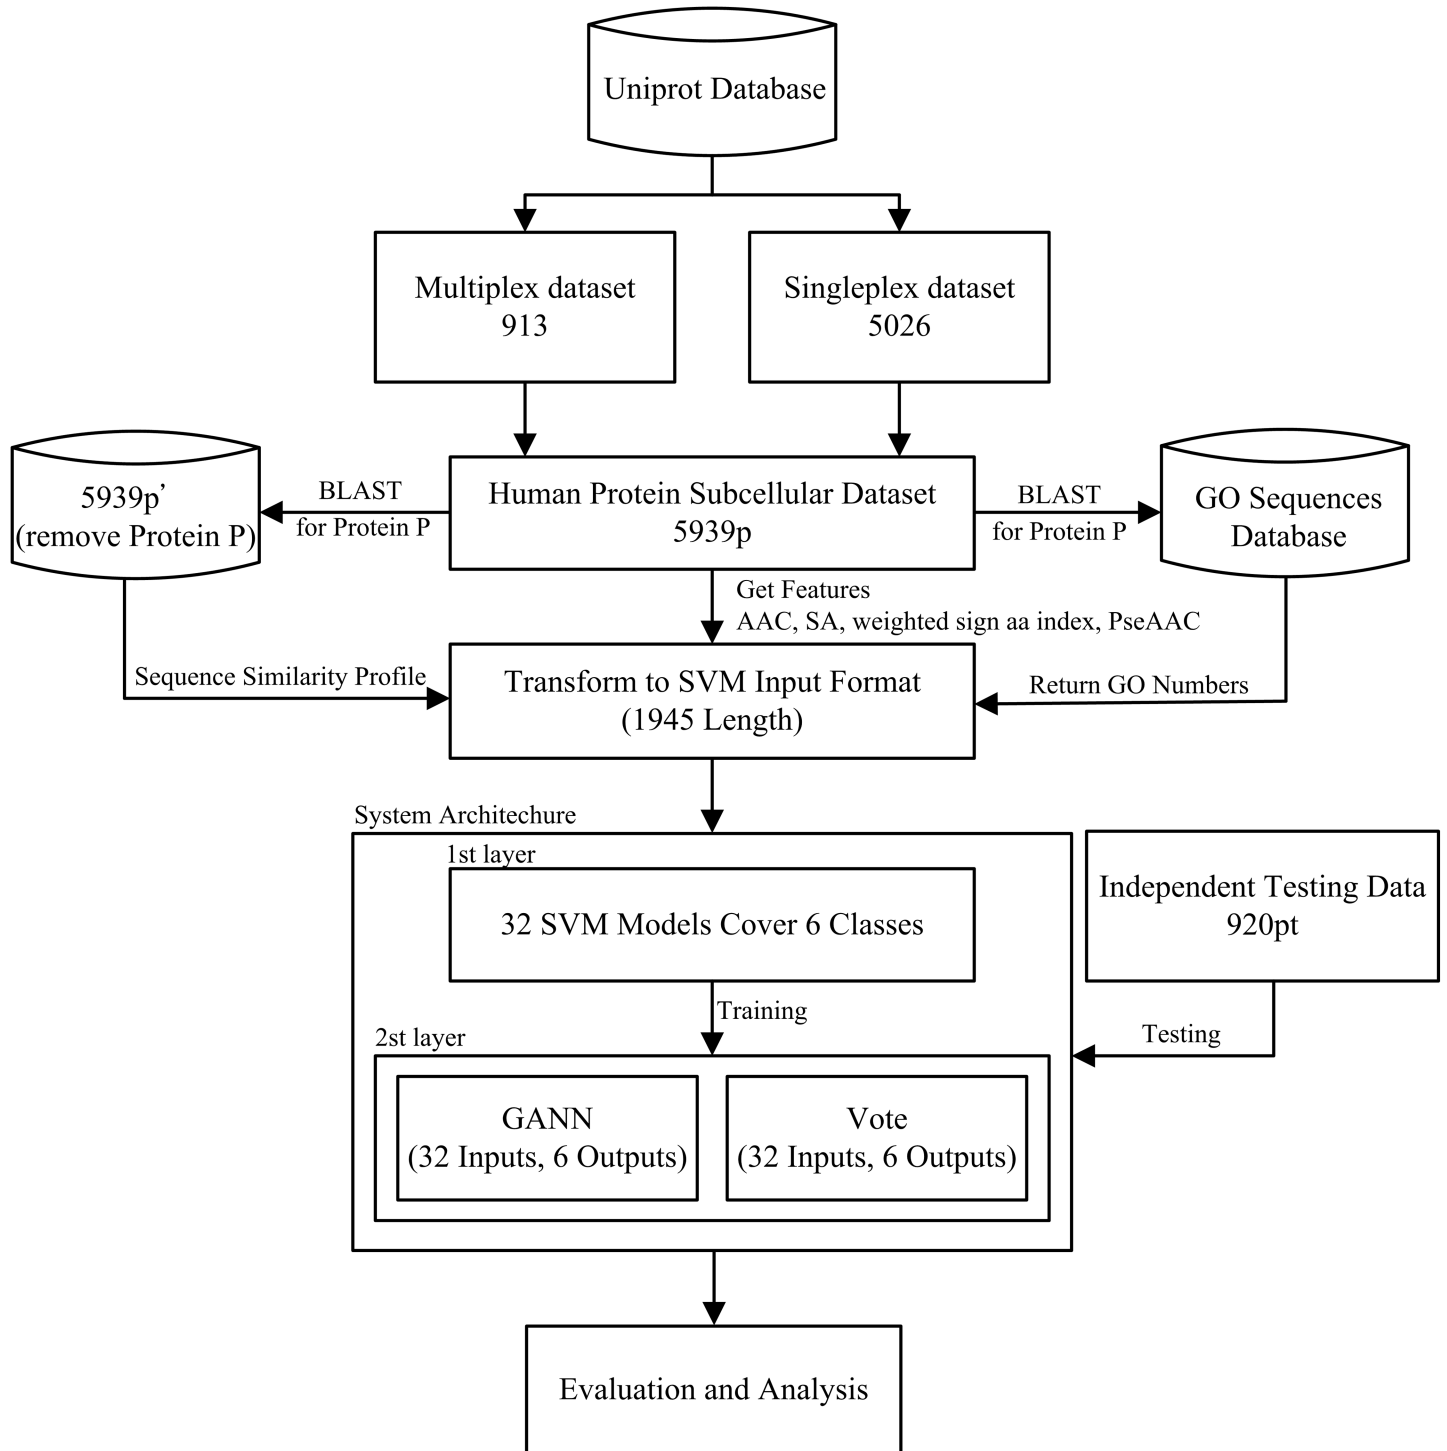 Uniprot Database
Multiplex dataset
913
Singleplex dataset
5026
5939p’
(remove Protein P)
BLAST
for Protein P
Human Protein Subcellular Dataset
5939p
BLAST
for Protein P
GO Sequences
Database
Get Features
AAC, SA, weighted sign aa index, PseAAC
Sequence Similarity Profile
Transform to SVM Input Format
(1945 Length)
Return GO Numbers
System Architechure
1st layer
32 SVM Models Cover 6 Classes
Independent Testing Data
920pt
Training
Testing
2st layer
GANN
(32 Inputs, 6 Outputs)
Vote
(32 Inputs, 6 Outputs)
Evaluation and Analysis